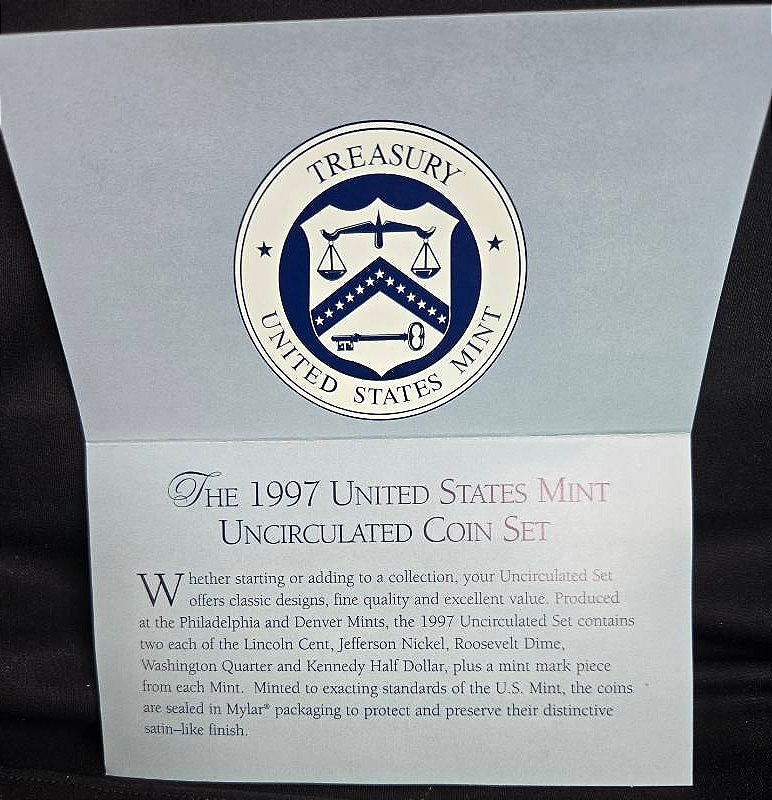 TREASURY
UNITED STATES MINT
The 1997 United States Mint
Uncirculated Coin Set
Whether starting or adding to a collection, your Uncirculated Set
offers classic designs, fine quality and excellent value. Produced
at the Philadelphia and Denver Mints, the 1997 Uncirculated Set contains
two each of the Lincoln Cent, Jefferson Nickel, Roosevelt Dime,
Washington Quarter and Kennedy Half Dollar, plus a mint mark piece
from each Mint. Minted to exacting standards of the U.S. Mint, the coins
are sealed in Mylar® packaging to protect and preserve their distinctive
satin–like finish.